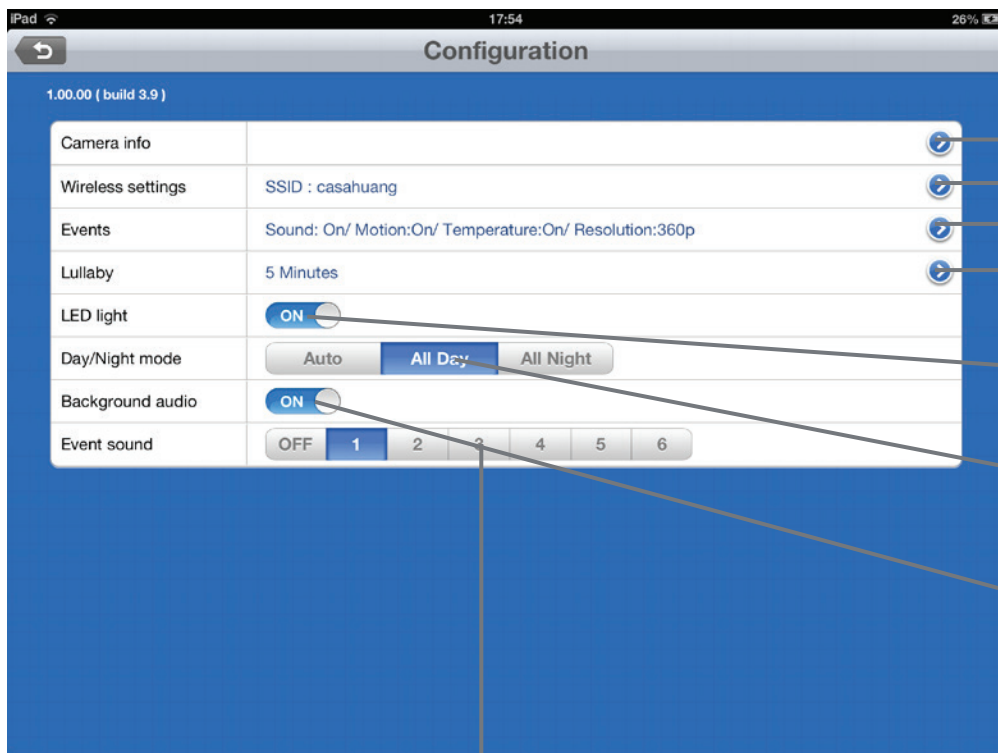 iPad 17:54 26%
Configuration
1.00.00 ( build 3.9 )
Camera info
Wireless settings SSID : casahuang
Events Sound: On/ Motion:On/ Temperature:On/ Resolution:360p
Lullaby 5 Minutes
LED light ON
Day/Night mode Auto All Day All Night
Background audio ON
Event sound OFF 1 2 3 4 5 6